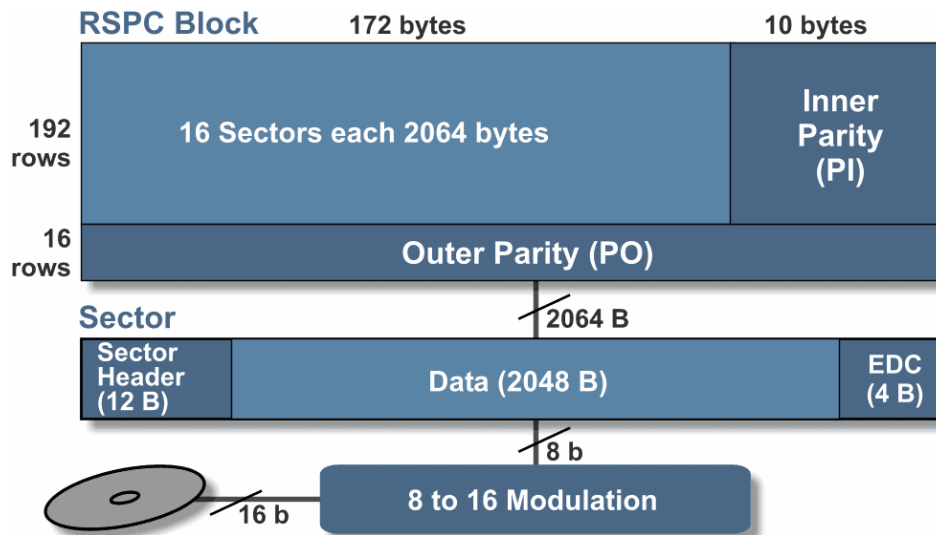 RSPC Block
172 bytes
10 bytes
192
rows
16 Sectors each 2064 bytes
Inner
Parity
(PI)
16
rows
Outer Parity (PO)
2064 B
Sector
Sector
Header
(12 B)
Data (2048 B)
EDC
(4 B)
8 b
8 to 16 Modulation
16 b